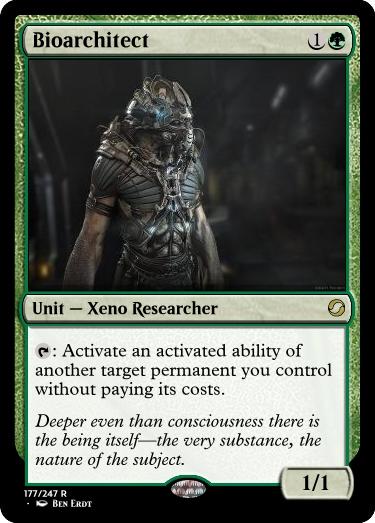 Bioarchitect 1
Unit — Xeno Researcher
: Activate an activated ability of
another target permanent you control
without paying its costs.
Deeper even than consciousness there is
the being itself—the very substance, the
nature of the subject.
1/1
177/247 R
· Ben Erdt